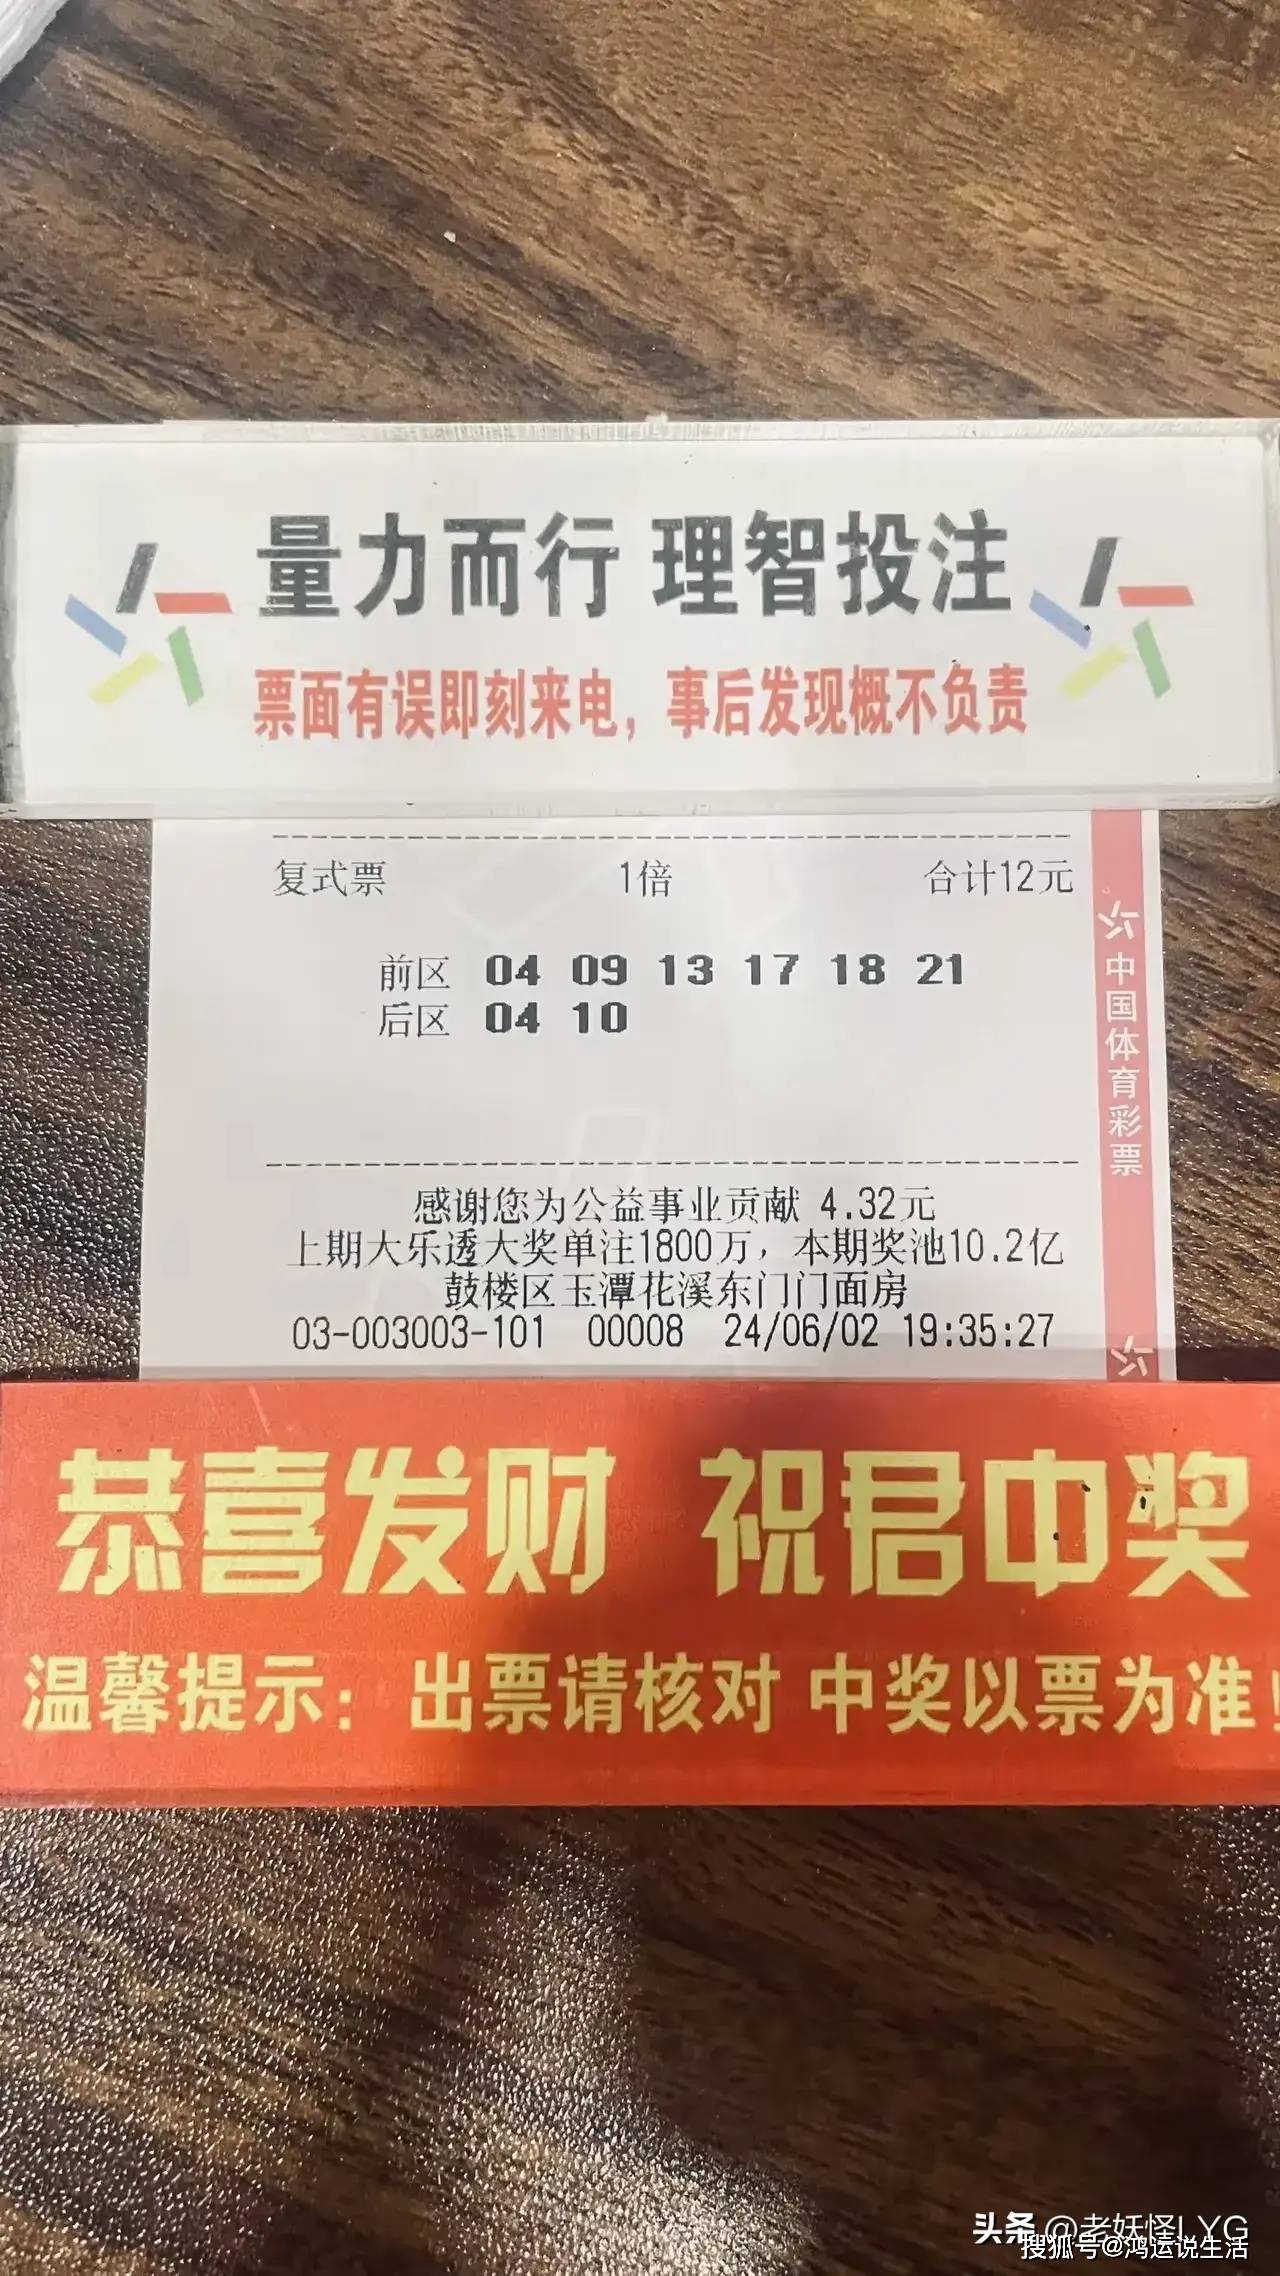 量力而行 理智投注
票面有误即刻来电，事后发现概不负责
复式票 1倍 合计12元
前区 04 09 13 17 18 21
后区 04 10
中国体育彩票
感谢您为公益事业贡献 4.32元
上期大乐透大奖单注1800万，本期奖池10.2亿
鼓楼区玉潭花溪东门门面房
03-003003-101 00008 24/06/02 19:35:27
恭喜发财 祝君中奖
温馨提示：出票请核对 中奖以票为准！
头条 @老妖怪LYG
搜狐号@鸿运说生活